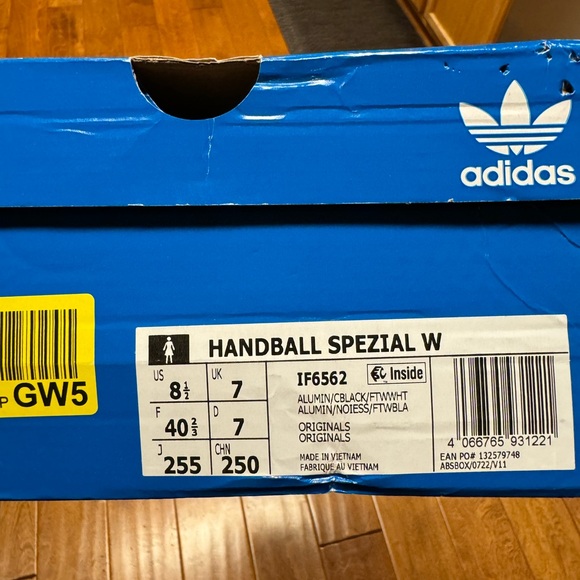 adidas
P GW5
HANDBALL SPEZIAL W
US 8½ UK 7
F 40⅔ D 7
J 255 CHN 250
IF6562 Inside
ALUMIN/CBLACK/FTWWHT
ALUMIN/NOIESS/FTWBLA
ORIGINALS
ORIGINALS
MADE IN VIETNAM
FABRIQUE AU VIETNAM
4 066765 931221
EAN PO# 132579748
ABSBOX/0722/V11